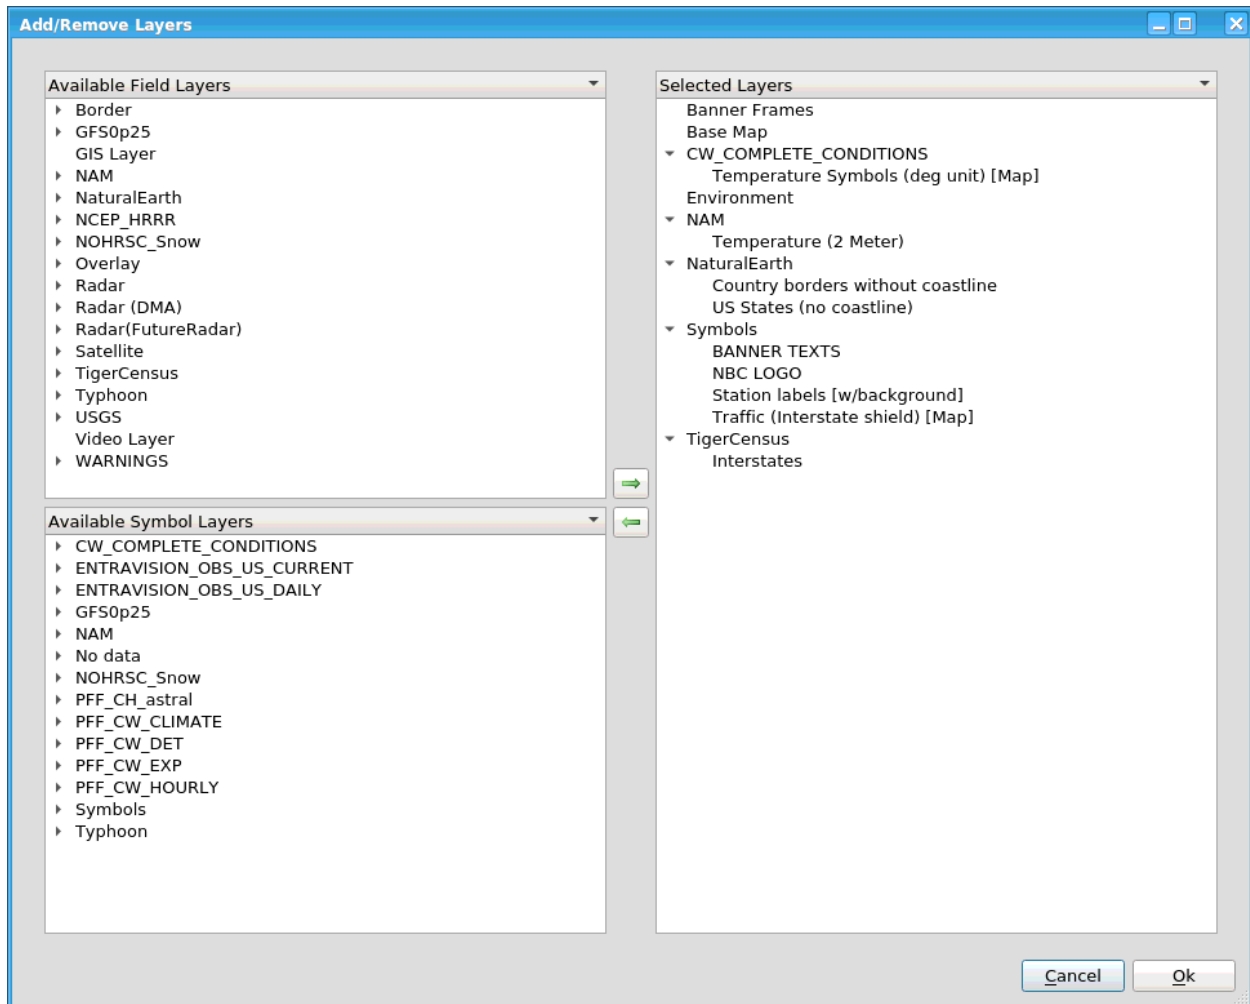 Add/Remove Layers
Available Field Layers
Border
GFS0p25
GIS Layer
NAM
NaturalEarth
NCEP_HRRR
NOHRSC_Snow
Overlay
Radar
Radar (DMA)
Radar(FutureRadar)
Satellite
TigerCensus
Typhoon
USGS
Video Layer
WARNINGS
Available Symbol Layers
CW_COMPLETE_CONDITIONS
ENTRAVISION_OBS_US_CURRENT
ENTRAVISION_OBS_US_DAILY
GFS0p25
NAM
No data
NOHRSC_Snow
PFF_CH_astral
PFF_CW_CLIMATE
PFF_CW_DET
PFF_CW_EXP
PFF_CW_HOURLY
Symbols
Typhoon
Selected Layers
Banner Frames
Base Map
CW_COMPLETE_CONDITIONS
Temperature Symbols (deg unit) [Map]
Environment
NAM
Temperature (2 Meter)
NaturalEarth
Country borders without coastline
US States (no coastline)
Symbols
BANNER TEXTS
NBC LOGO
Station labels [w/background]
Traffic (Interstate shield) [Map]
TigerCensus
Interstates
Cancel
Ok